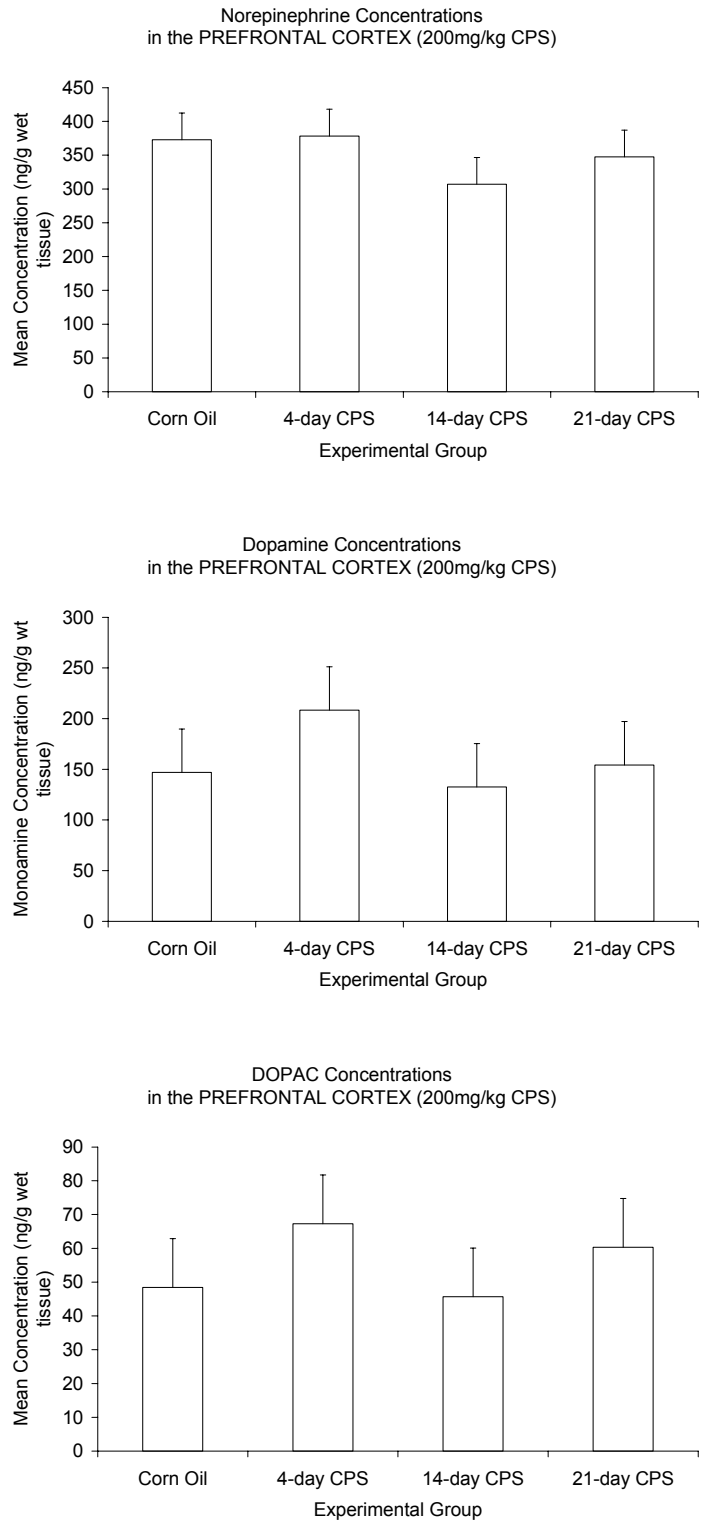 Norepinephrine Concentrations
in the PREFRONTAL CORTEX (200mg/kg CPS)
450
400
350
300
250
200
150
100
50
0
Mean Concentration (ng/g wet
tissue)
Corn Oil 4-day CPS 14-day CPS 21-day CPS
Experimental Group
Dopamine Concentrations
in the PREFRONTAL CORTEX (200mg/kg CPS)
300
250
200
150
100
50
0
Monoamine Concentration (ng/g wt
tissue)
Corn Oil 4-day CPS 14-day CPS 21-day CPS
Experimental Group
DOPAC Concentrations
in the PREFRONTAL CORTEX (200mg/kg CPS)
90
80
70
60
50
40
30
20
10
0
Mean Concentration (ng/g wet
tissue)
Corn Oil 4-day CPS 14-day CPS 21-day CPS
Experimental Group